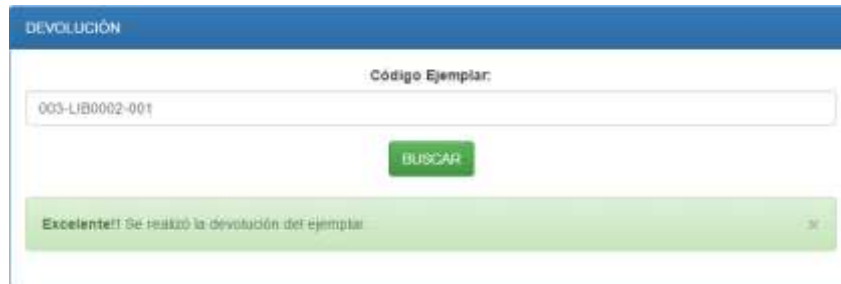 DEVOLUCIÓN
Código Ejemplar:
003-LIB0002-001
BUSCAR
Excelente!! Se realizó la devolución del ejemplar ×